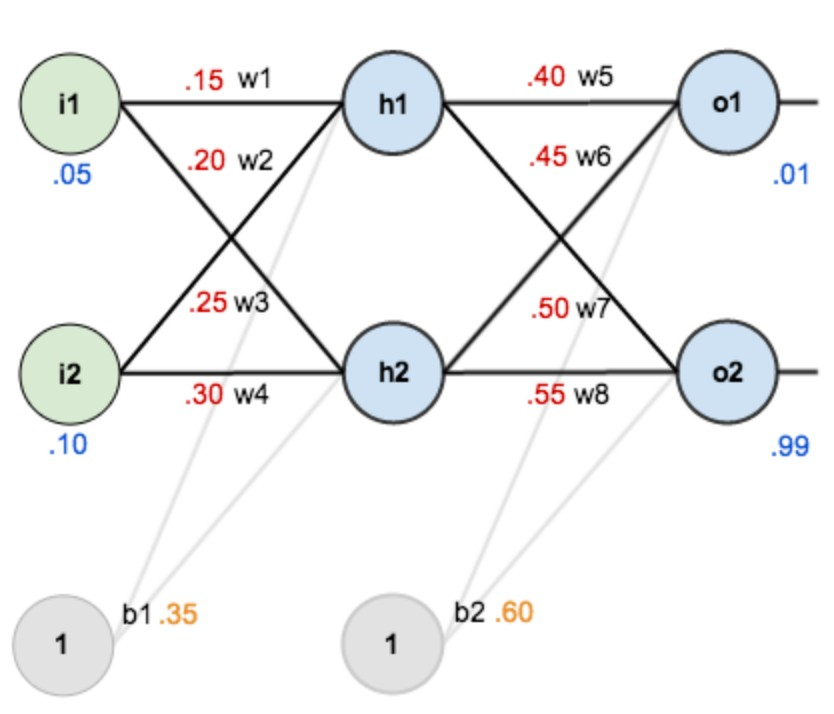 .15 w1
.40 w5
i1
h1
o1
.20 w2
.45 w6
.05
.01
.25 w3
.50 w7
i2
h2
o2
.30 w4
.55 w8
.10
.99
b1 .35
b2 .60
1
1